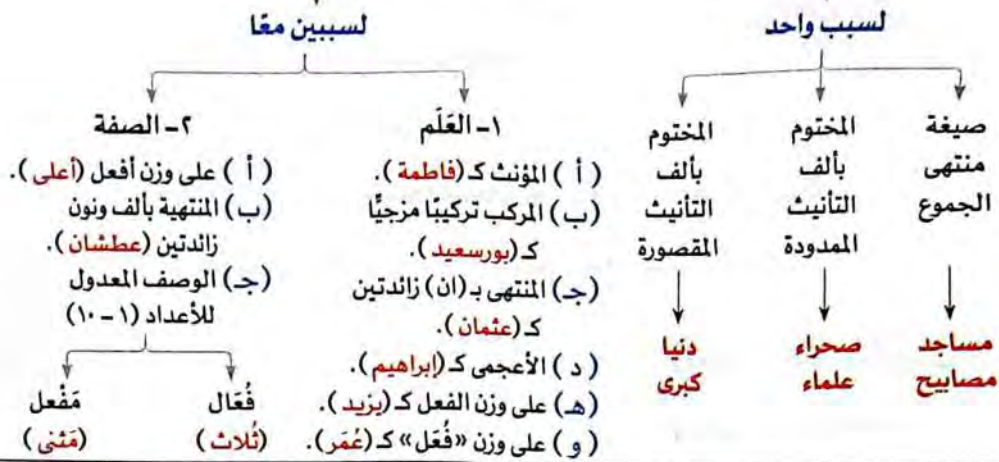 لسبب واحد
صيغة
منتهى
الجموع
مساجد
مصابيح
المختوم
بألف
التأنيث
الممدودة
صحراء
علماء
المختوم
بألف
التأنيث
المقصورة
دنيا
كبرى
لسببين معًا
١- العَلَم
( أ ) المؤنث كـ (فاطمة).
(ب) المركب تركيبًا مزجيًّا
كـ (بورسعيد).
(جـ) المنتهى بـ (ان) زائدتين
كـ (عثمان).
( د ) الأعجمى كـ (إبراهيم).
(هـ) على وزن الفعل كـ (يزيد).
( و ) على وزن «فُعَل» كـ (عُمَر).
٢- الصفة
( أ ) على وزن أفعل (أعلى).
(ب) المنتهية بألف ونون
زائدتين (عطشان).
(جـ) الوصف المعدول
للأعداد (١ - ١٠)
فُعَال
(ثُلاث)
مَفْعل
(مَثنى)